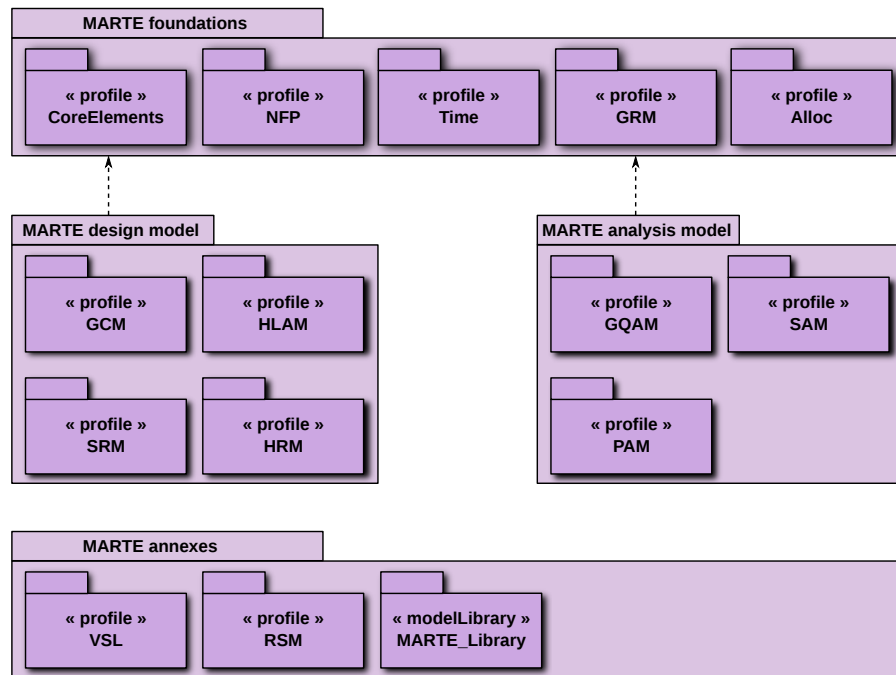 MARTE foundations
« profile »
CoreElements
« profile »
NFP
« profile »
Time
« profile »
GRM
« profile »
Alloc
MARTE design model
« profile »
GCM
« profile »
HLAM
« profile »
SRM
« profile »
HRM
MARTE analysis model
« profile »
GQAM
« profile »
SAM
« profile »
PAM
MARTE annexes
« profile »
VSL
« profile »
RSM
« modelLibrary »
MARTE_Library